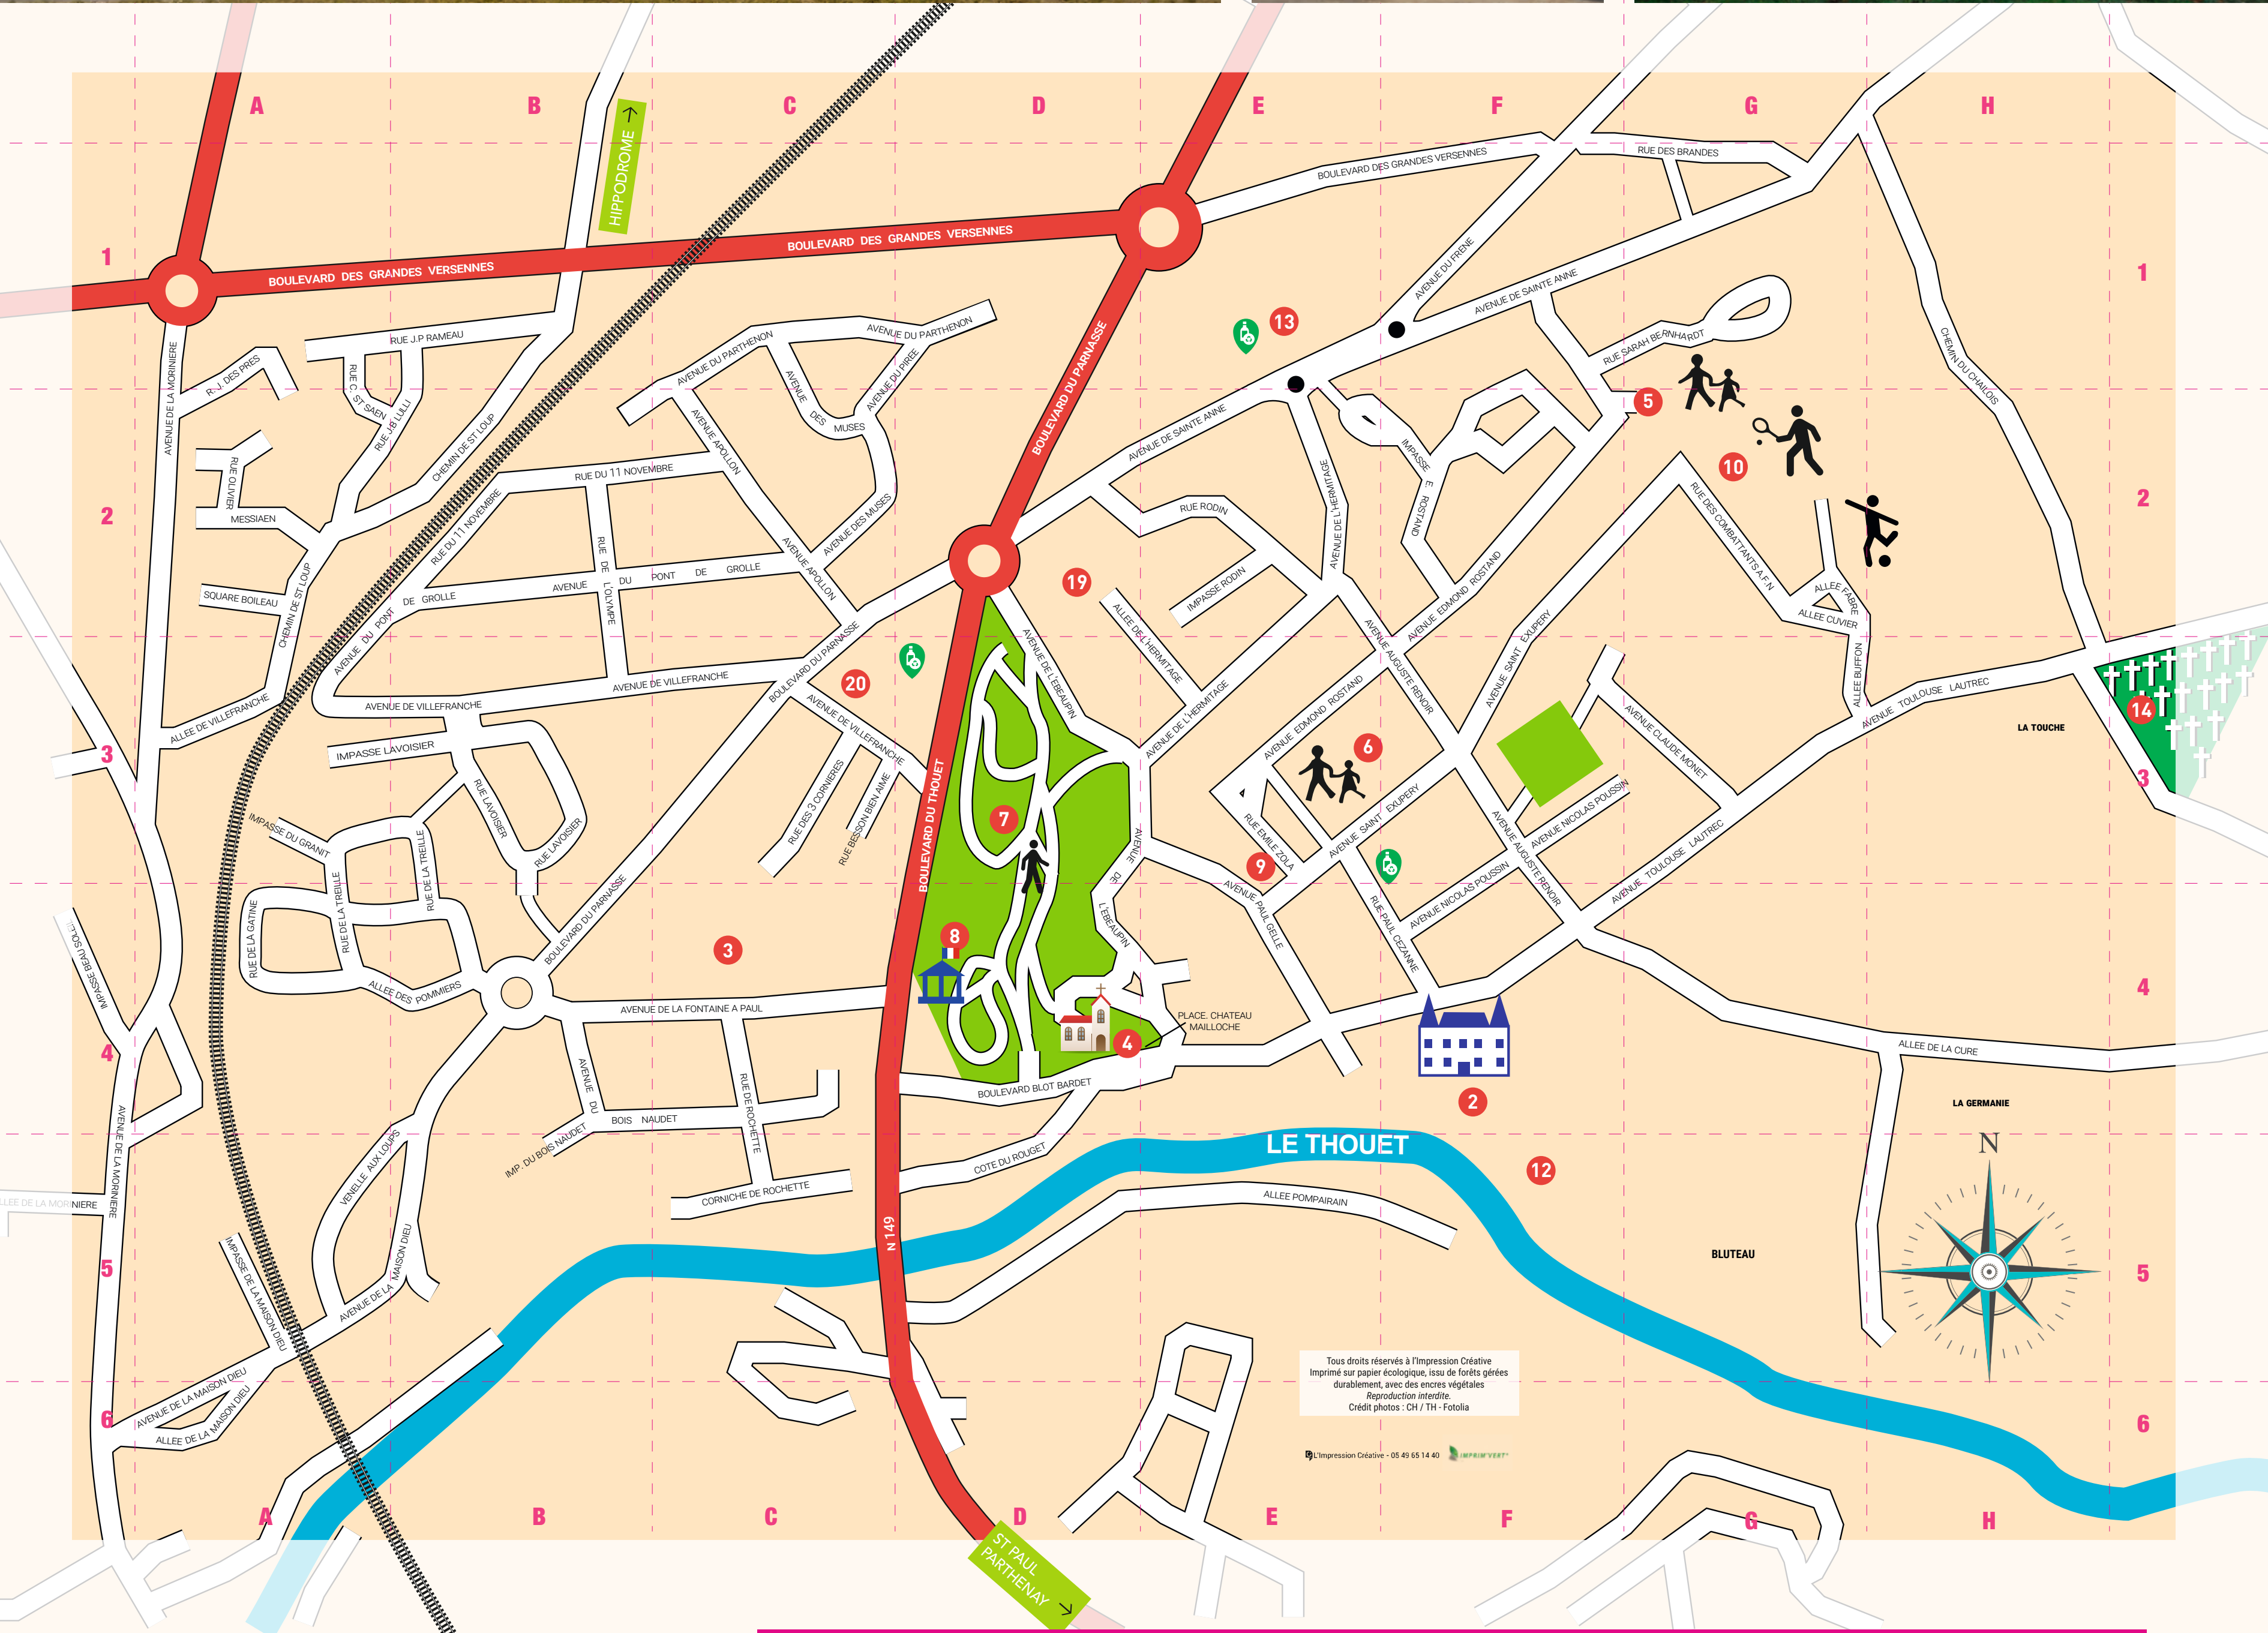 A
B
C
D
E
F
G
H
HIPPODROME
BOULEVARD DES GRANDES VERSENNES
RUE DES BRANDES
BOULEVARD DES GRANDES VERSENNES
BOULEVARD DES GRANDES VERSENNES
1
1
AVENUE DU FRENE
AVENUE DE SAINTE ANNE
13
RUE J.P RAMEAU
AVENUE DU PARTHENON
AVENUE DU PARTHENON
RUE SARAH BERNHARDT
AVENUE DE LA MORINIERE
R. J. DES PRES
RUE C. ST SAEN
RUE J-B LULLI
CHEMIN DE ST LOUP
AVENUE DES MUSES
AVENUE DU PIREE
BOULEVARD DU PARNASSE
CHEMIN DU CHAILOIS
5
10
AVENUE DE SAINTE ANNE
AVENUE APOLLON
RUE OLIVIER
MESSIAEN
RUE DU 11 NOVEMBRE
RUE DU 11 NOVEMBRE
IMPASSE E. ROSTAND
AVENUE DE L'HERMITAGE
RUE RODIN
RUE DES COMBATTANTS A.F.N
2
2
AVENUE DES MUSES
AVENUE APOLLON
RUE DE L'OLYMPE
AVENUE DU PONT DE GROLLE
AVENUE DU PONT DE GROLLE
SQUARE BOILEAU
CHEMIN DE ST LOUP
19
IMPASSE RODIN
AVENUE EDMOND ROSTAND
ALLEE FABRE
ALLEE CUVIER
ALLEE DE L'HERMITAGE
AVENUE DE L'EBEAUPIN
BOULEVARD DU PARNASSE
AVENUE AUGUSTE RENOIR
AVENUE SAINT EXUPERY
ALLEE BUFFON
20
AVENUE DE VILLEFRANCHE
AVENUE DE VILLEFRANCHE
AVENUE DE VILLEFRANCHE
ALLEE DE VILLEFRANCHE
AVENUE DE L'HERMITAGE
AVENUE EDMOND ROSTAND
AVENUE TOULOUSE LAUTREC
14
LA TOUCHE
AVENUE CLAUDE MONET
3
3
IMPASSE LAVOISIER
6
RUE LAVOISIER
RUE LAVOISIER
RUE DES 3 CORNIERES
RUE BESSON BIEN AIME
BOULEVARD DU THOUET
7
RUE EMILE ZOLA
AVENUE SAINT EXUPERY
AVENUE NICOLAS POUSSIN
AVENUE AUGUSTE RENOIR
AVENUE TOULOUSE LAUTREC
IMPASSE DU GRANIT
RUE DE LA TREILLE
RUE DE LA TREILLE
AVENUE DE L'EBEAUPIN
9
AVENUE PAUL GELLE
AVENUE NICOLAS POUSSIN
RUE PAUL CEZANNE
RUE DE LA GATINE
ALLEE DES POMMIERS
BOULEVARD DU PARNASSE
3
8
4
4
AVENUE DE LA FONTAINE A PAUL
PLACE. CHATEAU
MAILLOCHE
4
ALLEE DE LA CURE
BOULEVARD BLOT BARDET
2
LA GERMANIE
AVENUE DU BOIS NAUDET
IMP. DU BOIS NAUDET
RUE DE ROCHETTE
CORNICHE DE ROCHETTE
COTE DU ROUGET
LE THOUET
12
N
ALLEE POMPAIRAIN
BLUTEAU
AVENUE DE LA MORINIERE
VENELLE AUX LOUPS
AVENUE DE LA MAISON DIEU
IMPASSE DE LA MAISON DIEU
N 149
5
5
AVENUE DE LA MAISON DIEU
ALLEE DE LA MAISON DIEU
6
6
Tous droits réservés à l'Impression Créative
Imprimé sur papier écologique, issu de forêts gérées
durablement, avec des encres végétales
Reproduction interdite.
Crédit photos : CH / TH - Fotolia
L'Impression Créative - 05 49 65 14 40
IMPRIM'VERT
A
B
C
D
E
F
G
H
ST PAUL
PARTHENAY